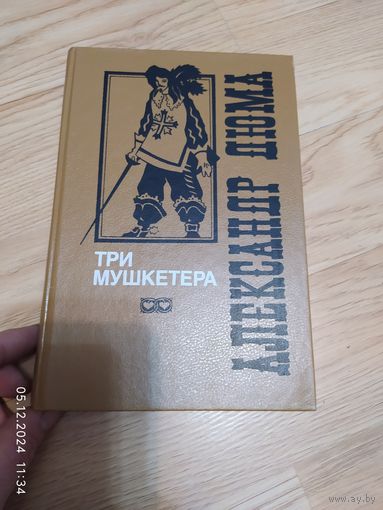 ТРИ
МУШКЕТЕРА
АЛЕКСАНДР ДЮМА
05.12.2024 11:34
www.ay.by